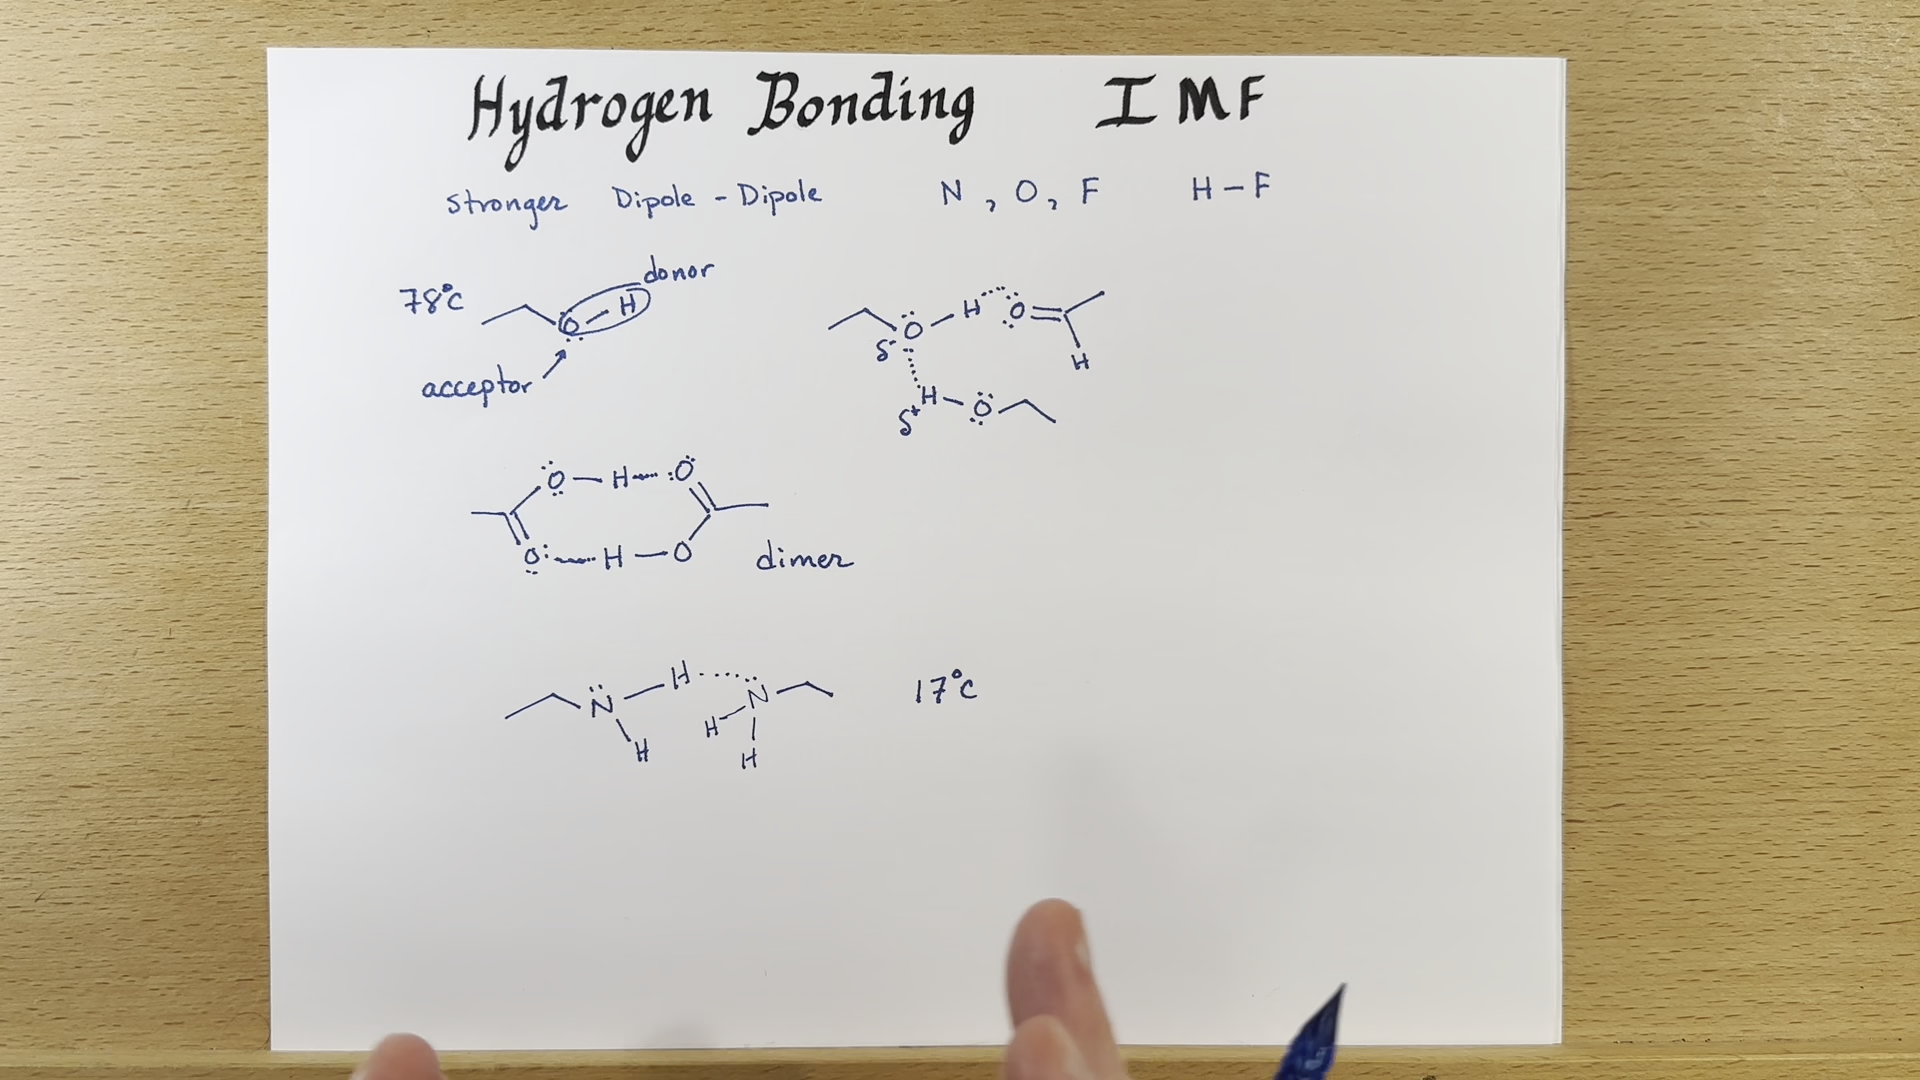 Hydrogen Bonding IMF
Stronger Dipole - Dipole N, O, F H-F
donor
78°C
O-H
acceptor
O-H O
δ-
H
H-O
δ+
O-H O
O H-O
dimer
N H N
H H
H
17°C